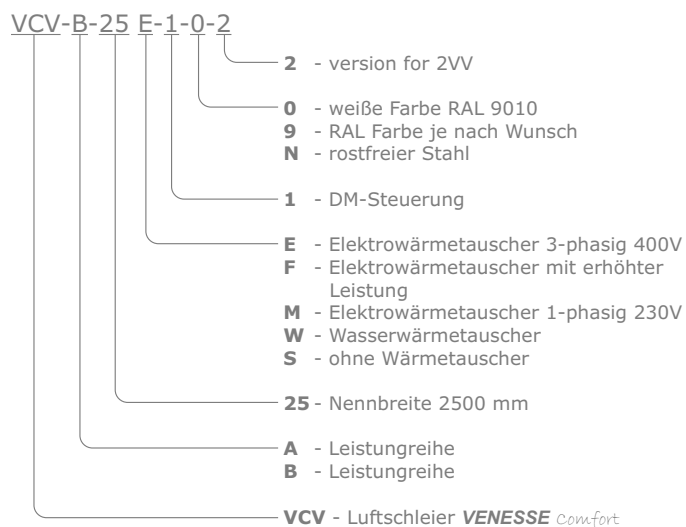 VCV-B-25 E-1-0-2
2 - version for 2VV
0 - weiße Farbe RAL 9010
9 - RAL Farbe je nach Wunsch
N - rostfreier Stahl
1 - DM-Steuerung
E - Elektrowärmetauscher 3-phasig 400V
F - Elektrowärmetauscher mit erhöhter
Leistung
M - Elektrowärmetauscher 1-phasig 230V
W - Wasserwärmetauscher
S - ohne Wärmetauscher
25 - Nennbreite 2500 mm
A - Leistungreihe
B - Leistungreihe
VCV - Luftschleier VENESSE Comfort